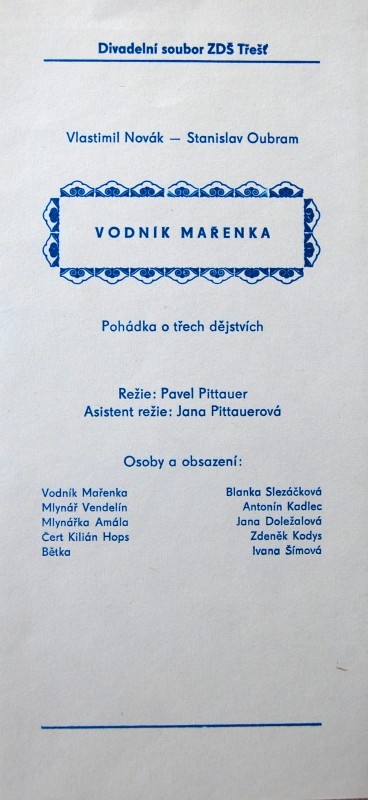 Divadelní soubor ZDŠ Třešť
Vlastimil Novák — Stanislav Oubram
VODNÍK MAŘENKA
Pohádka o třech dějstvích
Režie: Pavel Pittauer
Asistent režie: Jana Pittauerová
Osoby a obsazení:
Vodník Mařenka Blanka Slezáčková
Mlynář Vendelín Antonín Kadlec
Mlynářka Amála Jana Doležalová
Čert Kilián Hops Zdeněk Kodys
Bětka Ivana Šímová